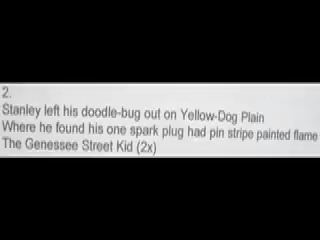 2.
Stanley left his doodle-bug out on Yellow-Dog Plain
Where he found his one spark plug had pin stripe painted flame
The Genessee Street Kid (2x)